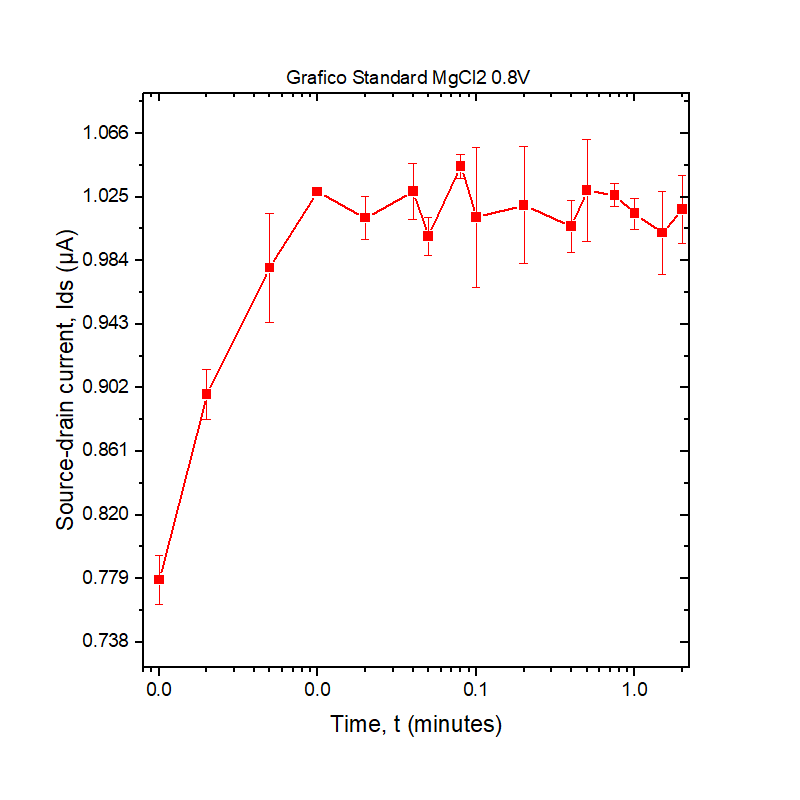 Grafico Standard MgCl2 0.8V
1.066
1.025
0.984
0.943
0.902
0.861
0.820
0.779
0.738
Source-drain current, Ids (µA)
0.0 0.0 0.1 1.0
Time, t (minutes)